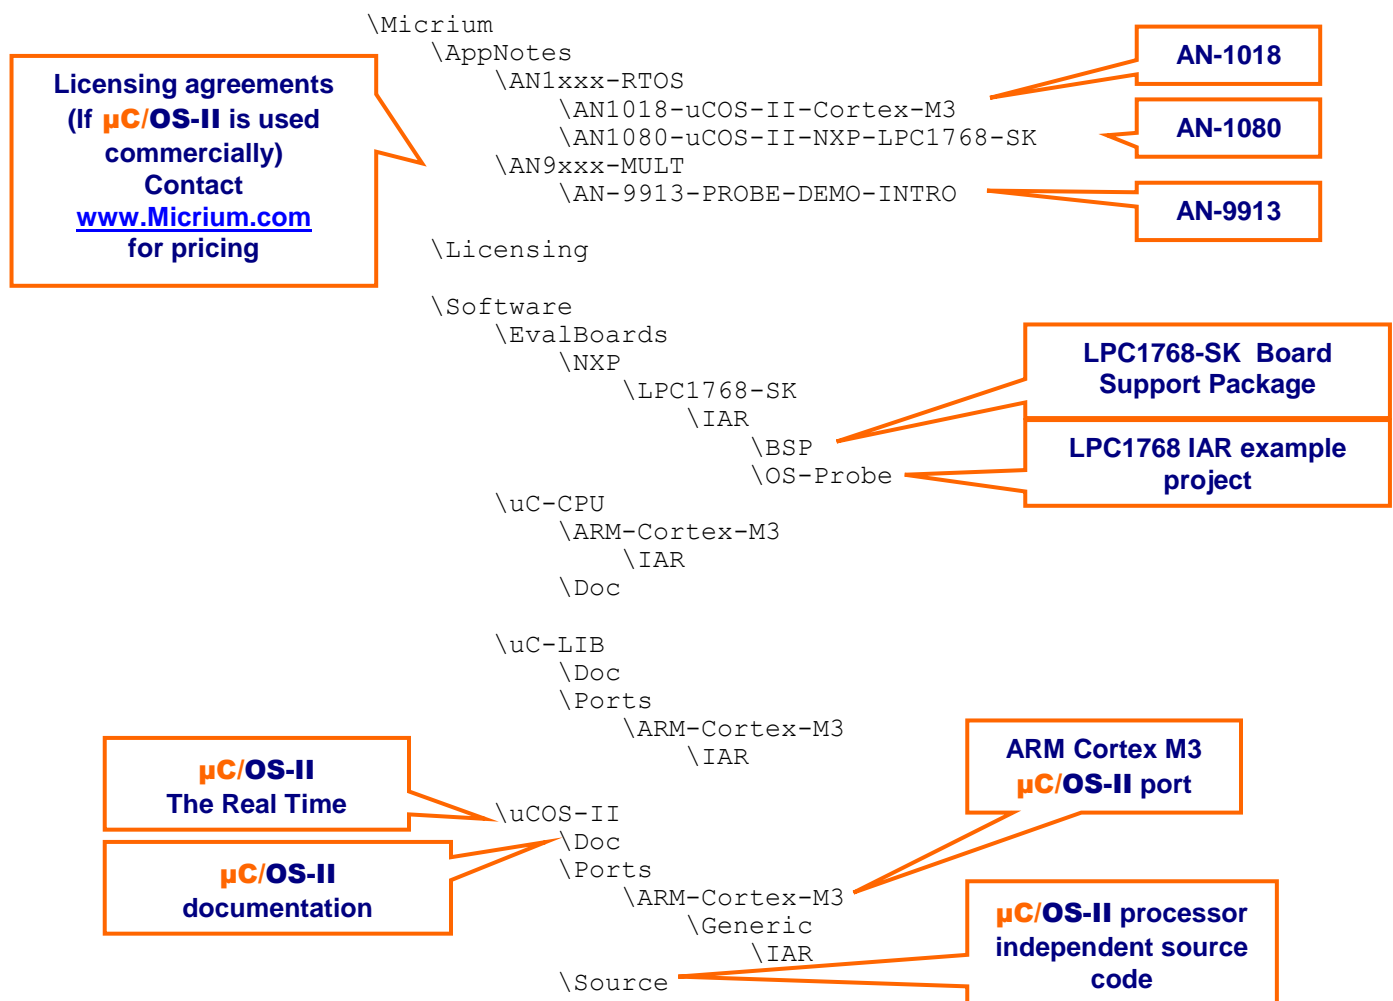 \Micrium
\AppNotes
\AN1xxx-RTOS
\AN1018-uCOS-II-Cortex-M3
\AN1080-uCOS-II-NXP-LPC1768-SK
\AN9xxx-MULT
\AN-9913-PROBE-DEMO-INTRO
AN-1018
AN-1080
AN-9913
Licensing agreements
(If µC/OS-II is used
commercially)
Contact
www.Micrium.com
for pricing
\Licensing
\Software
\EvalBoards
\NXP
\LPC1768-SK
\IAR
\BSP
\OS-Probe
LPC1768-SK Board
Support Package
LPC1768 IAR example
project
\uC-CPU
\ARM-Cortex-M3
\IAR
\Doc
\uC-LIB
\Doc
\Ports
\ARM-Cortex-M3
\IAR
µC/OS-II
The Real Time
ARM Cortex M3
µC/OS-II port
\uCOS-II
\Doc
\Ports
\ARM-Cortex-M3
\Generic
\IAR
\Source
µC/OS-II
documentation
µC/OS-II processor
independent source
code